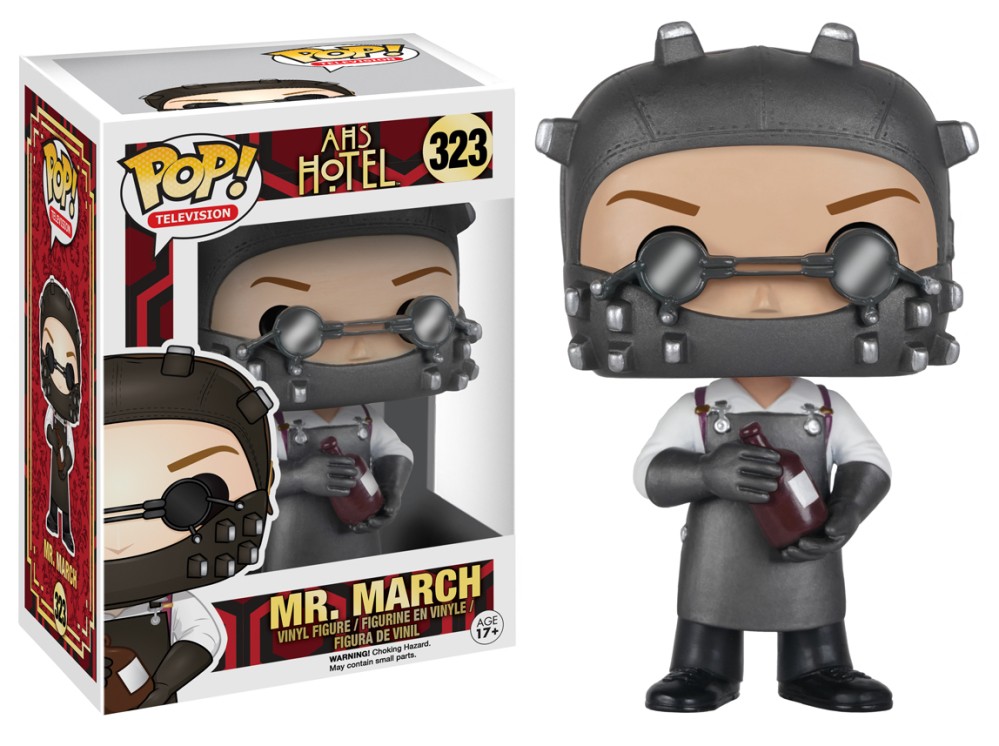 POP!
TELEVISION
POP!
TELEVISION
POP!
TELEVISION
AHS
HOTEL
323
MR. MARCH
323
MR. MARCH
VINYL FIGURE / FIGURINE EN VINYLE /
FIGURA DE VINIL
WARNING! Choking Hazard.
May contain small parts.
AGE
17+